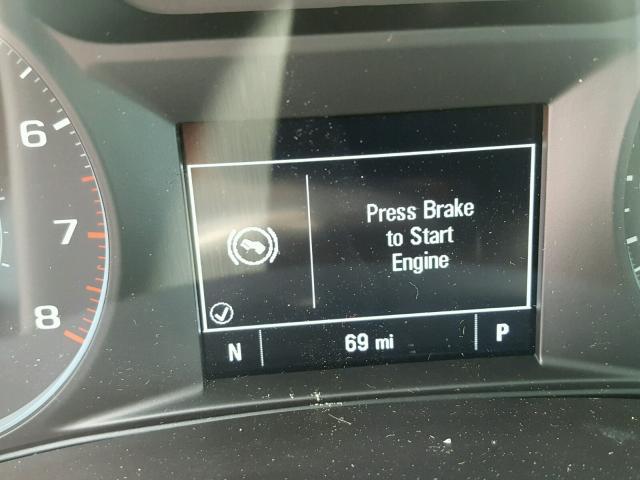 6
7
8
Press Brake
to Start
Engine
N 69 mi P